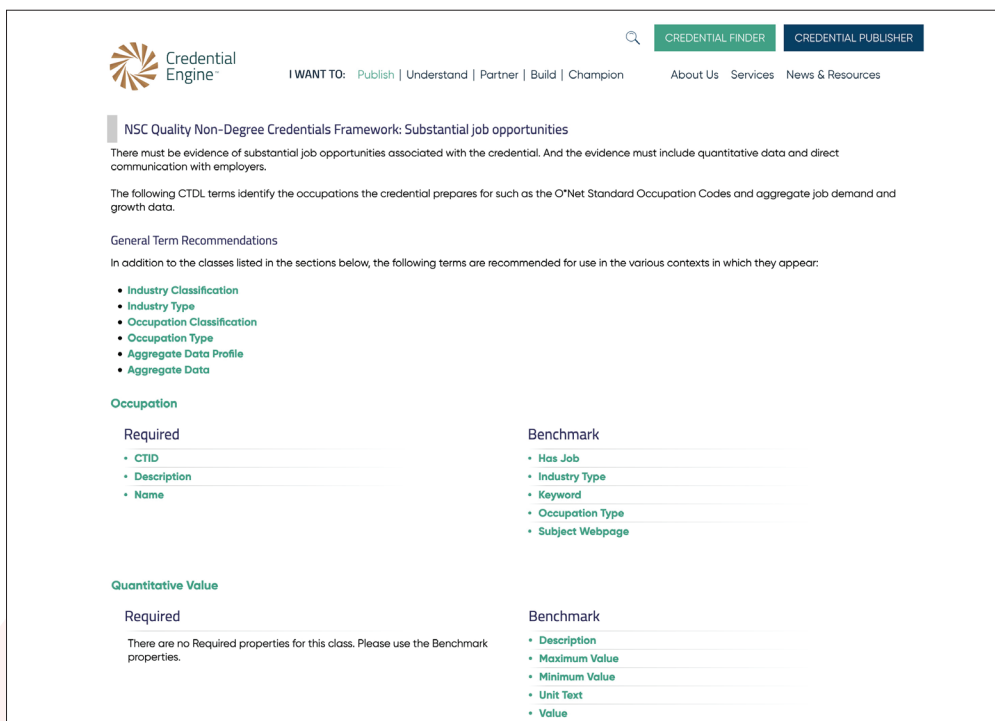 CREDENTIAL FINDER
CREDENTIAL PUBLISHER
Credential
Engine™
I WANT TO: Publish | Understand | Partner | Build | Champion
About Us Services News & Resources
NSC Quality Non-Degree Credentials Framework: Substantial job opportunities
There must be evidence of substantial job opportunities associated with the credential. And the evidence must include quantitative data and direct
communication with employers.
The following CTDL terms identify the occupations the credential prepares for such as the O*Net Standard Occupation Codes and aggregate job demand and
growth data.
General Term Recommendations
In addition to the classes listed in the sections below, the following terms are recommended for use in the various contexts in which they appear:
• Industry Classification
• Industry Type
• Occupation Classification
• Occupation Type
• Aggregate Data Profile
• Aggregate Data
Occupation
Required
• CTID
• Description
• Name
Benchmark
• Has Job
• Industry Type
• Keyword
• Occupation Type
• Subject Webpage
Quantitative Value
Required
There are no Required properties for this class. Please use the Benchmark
properties.
Benchmark
• Description
• Maximum Value
• Minimum Value
• Unit Text
• Value